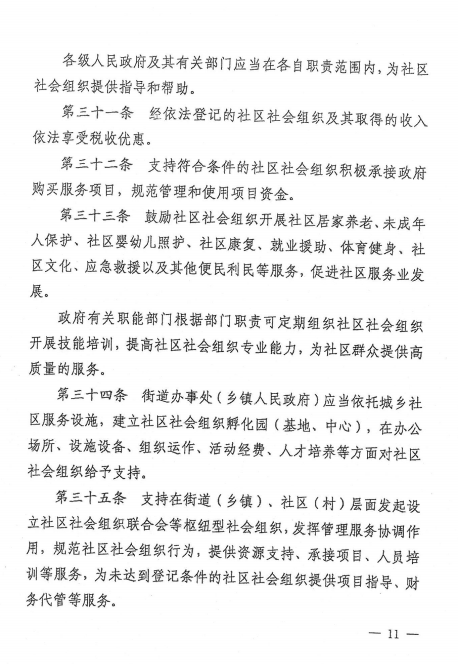 各级人民政府及其有关部门应当在各自职责范围内，为社区
社会组织提供指导和帮助。
第三十一条　经依法登记的社区社会组织及其取得的收入
依法享受税收优惠。
第三十二条　支持符合条件的社区社会组织积极承接政府
购买服务项目，规范管理和使用项目资金。
第三十三条　鼓励社区社会组织开展社区居家养老、未成年
人保护、社区婴幼儿照护、社区康复、就业援助、体育健身、社
区文化、应急救援以及其他便民利民等服务，促进社区服务业发
展。
政府有关职能部门根据部门职责可定期组织社区社会组织
开展技能培训，提高社区社会组织专业能力，为社区群众提供高
质量的服务。
第三十四条　街道办事处（乡镇人民政府）应当依托城乡社
区服务设施，建立社区社会组织孵化园（基地、中心），在办公
场所、设施设备、组织运作、活动经费、人才培养等方面对社区
社会组织给予支持。
第三十五条　支持在街道（乡镇）、社区（村）层面发起设
立社区社会组织联合会等枢纽型社会组织，发挥管理服务协调作
用，规范社区社会组织行为，提供资源支持、承接项目、人员培
训等服务，为未达到登记条件的社区社会组织提供项目指导、财
务代管等服务。
— 11 —